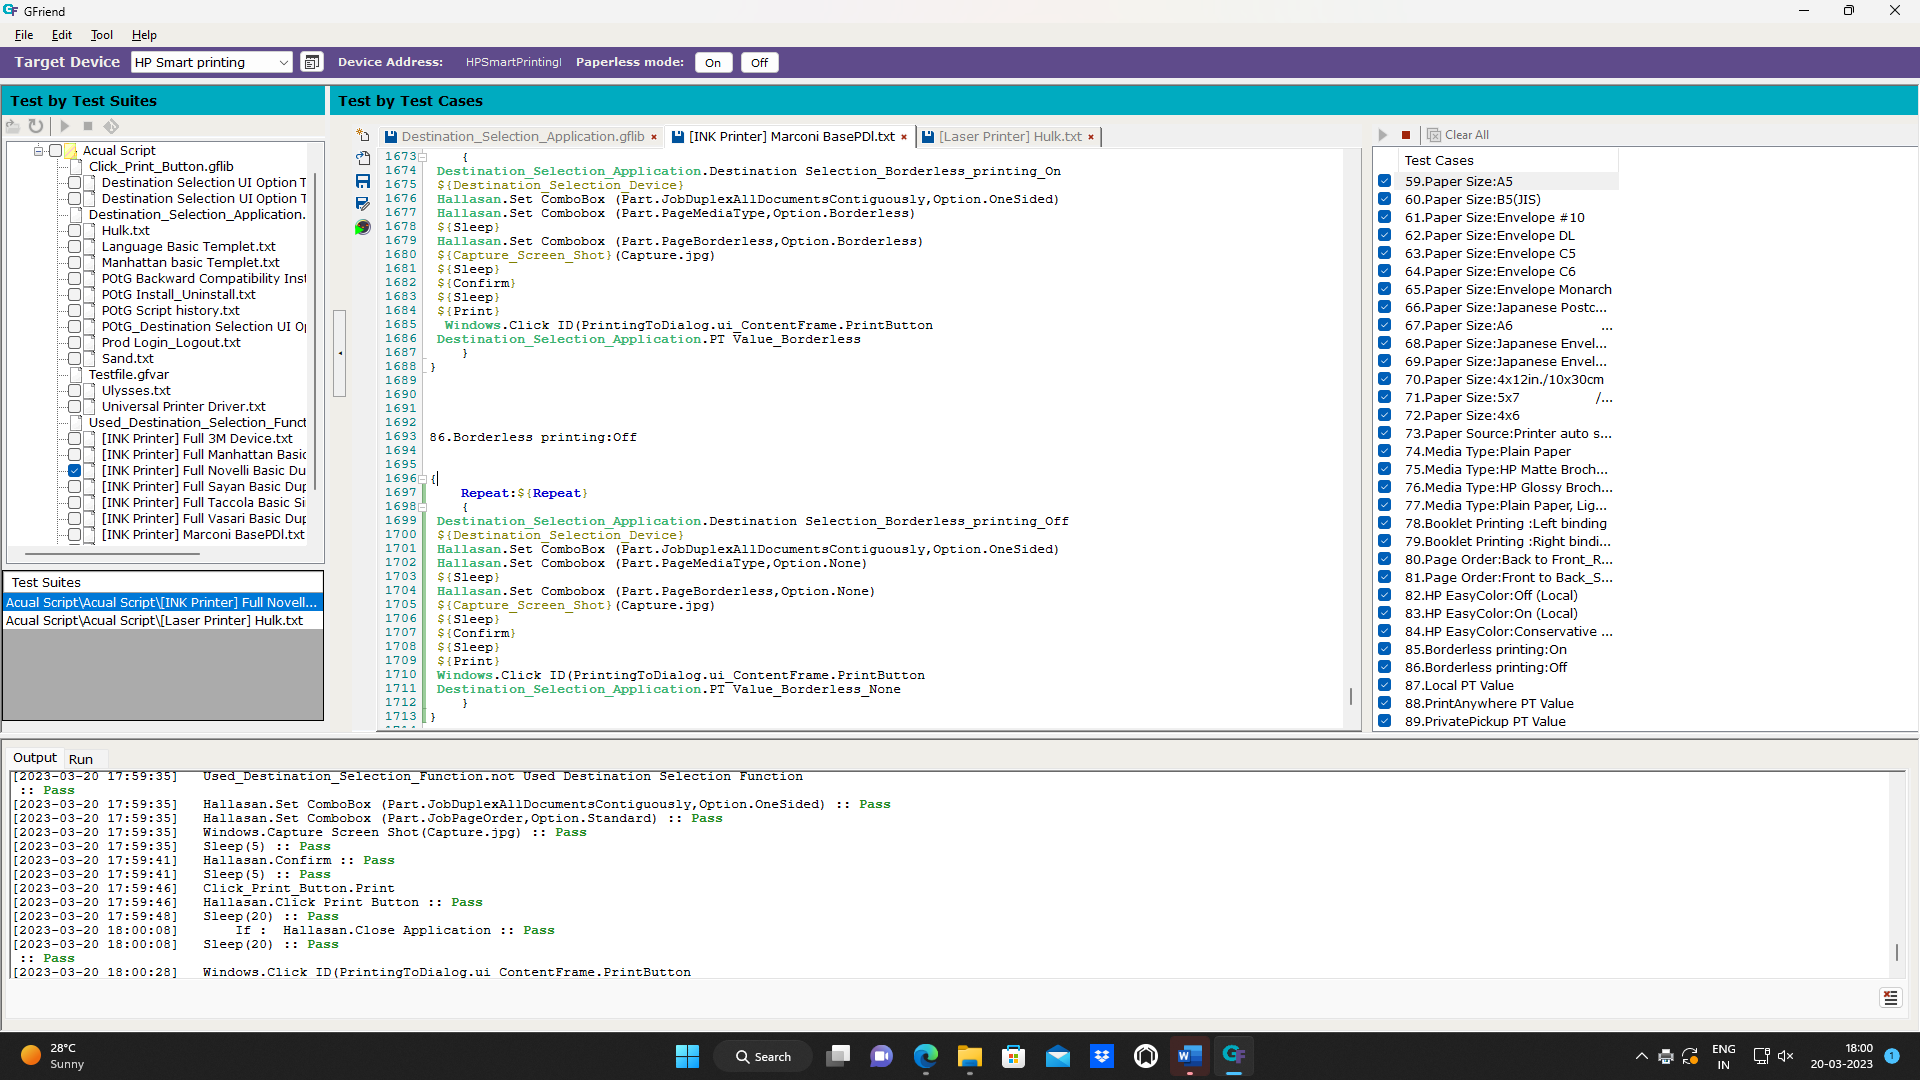 GFriend
File Edit Tool Help
Target Device HP Smart printing Device Address: HPSmartPrintingl Paperless mode: On Off
Test by Test Suites
Acual Script
Click_Print_Button.gflib
Destination Selection UI Option T
Destination Selection UI Option T
Destination_Selection_Application.
Hulk.txt
Language Basic Templet.txt
Manhattan basic Templet.txt
POtG Backward Compatibility Inst
POtG Install_Uninstall.txt
POtG Script history.txt
POtG_Destination Selection UI O
Prod Login_Logout.txt
Sand.txt
Testfile.gfvar
Ulysses.txt
Universal Printer Driver.txt
Used_Destination_Selection_Funct
[INK Printer] Full 3M Device.txt
[INK Printer] Full Manhattan Basic
[INK Printer] Full Novelli Basic Du
[INK Printer] Full Sayan Basic Dup
[INK Printer] Full Taccola Basic Si
[INK Printer] Full Vasari Basic Dup
[INK Printer] Marconi BasePDl.txt
Test Suites
Acual Script\Acual Script\[INK Printer] Full Novell...
Acual Script\Acual Script\[Laser Printer] Hulk.txt
Test by Test Cases
Destination_Selection_Application.gflib [INK Printer] Marconi BasePDl.txt [Laser Printer] Hulk.txt
1673 {
1674 Destination_Selection_Application.Destination Selection_Borderless_printing_On
1675 ${Destination_Selection_Device}
1676 Hallasan.Set ComboBox (Part.JobDuplexAllDocumentsContiguously,Option.OneSided)
1677 Hallasan.Set Combobox (Part.PageMediaType,Option.Borderless)
1678 ${Sleep}
1679 Hallasan.Set Combobox (Part.PageBorderless,Option.Borderless)
1680 ${Capture_Screen_Shot}(Capture.jpg)
1681 ${Sleep}
1682 ${Confirm}
1683 ${Sleep}
1684 ${Print}
1685 Windows.Click ID(PrintingToDialog.ui_ContentFrame.PrintButton
1686 Destination_Selection_Application.PT Value_Borderless
1687 }
1688 }
1689
1690
1691
1692
1693 86.Borderless printing:Off
1694
1695
1696 {
1697 Repeat:${Repeat}
1698 {
1699 Destination_Selection_Application.Destination Selection_Borderless_printing_Off
1700 ${Destination_Selection_Device}
1701 Hallasan.Set ComboBox (Part.JobDuplexAllDocumentsContiguously,Option.OneSided)
1702 Hallasan.Set Combobox (Part.PageMediaType,Option.None)
1703 ${Sleep}
1704 Hallasan.Set Combobox (Part.PageBorderless,Option.None)
1705 ${Capture_Screen_Shot}(Capture.jpg)
1706 ${Sleep}
1707 ${Confirm}
1708 ${Sleep}
1709 ${Print}
1710 Windows.Click ID(PrintingToDialog.ui_ContentFrame.PrintButton
1711 Destination_Selection_Application.PT Value_Borderless_None
1712 }
1713 }
Clear All
Test Cases
59.Paper Size:A5
60.Paper Size:B5(JIS)
61.Paper Size:Envelope #10
62.Paper Size:Envelope DL
63.Paper Size:Envelope C5
64.Paper Size:Envelope C6
65.Paper Size:Envelope Monarch
66.Paper Size:Japanese Postc...
67.Paper Size:A6 ...
68.Paper Size:Japanese Envel...
69.Paper Size:Japanese Envel...
70.Paper Size:4x12in./10x30cm
71.Paper Size:5x7 /...
72.Paper Size:4x6
73.Paper Source:Printer auto s...
74.Media Type:Plain Paper
75.Media Type:HP Matte Broch...
76.Media Type:HP Glossy Broch...
77.Media Type:Plain Paper, Lig...
78.Booklet Printing :Left binding
79.Booklet Printing :Right bindi...
80.Page Order:Back to Front_R...
81.Page Order:Front to Back_S...
82.HP EasyColor:Off (Local)
83.HP EasyColor:On (Local)
84.HP EasyColor:Conservative ...
85.Borderless printing:On
86.Borderless printing:Off
87.Local PT Value
88.PrintAnywhere PT Value
89.PrivatePickup PT Value
Output Run
[2023-03-20 17:59:35] Used_Destination_Selection_Function.not Used Destination Selection Function
:: Pass
[2023-03-20 17:59:35] Hallasan.Set ComboBox (Part.JobDuplexAllDocumentsContiguously,Option.OneSided) :: Pass
[2023-03-20 17:59:35] Hallasan.Set Combobox (Part.JobPageOrder,Option.Standard) :: Pass
[2023-03-20 17:59:35] Windows.Capture Screen Shot(Capture.jpg) :: Pass
[2023-03-20 17:59:35] Sleep(5) :: Pass
[2023-03-20 17:59:41] Hallasan.Confirm :: Pass
[2023-03-20 17:59:41] Sleep(5) :: Pass
[2023-03-20 17:59:46] Click_Print_Button.Print
[2023-03-20 17:59:46] Hallasan.Click Print Button :: Pass
[2023-03-20 17:59:48] Sleep(20) :: Pass
[2023-03-20 18:00:08] If : Hallasan.Close Application :: Pass
[2023-03-20 18:00:08] Sleep(20) :: Pass
:: Pass
[2023-03-20 18:00:28] Windows.Click ID(PrintingToDialog.ui ContentFrame.PrintButton
28°C
Sunny
Search
ENG
IN
18:00
20-03-2023
1